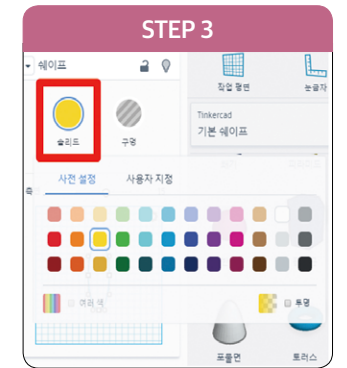 STEP 3
쉐이프
작업 평면
눈금자
Tinkercad
기본 쉐이프
솔리드
구멍
사전 설정
사용자 지정
여러 색
투명
포물면
토러스